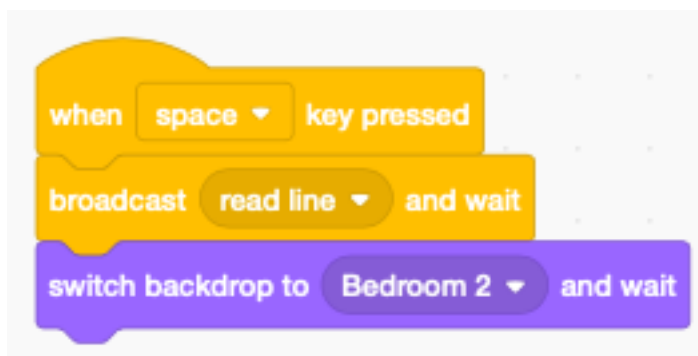 when space key pressed
broadcast read line and wait
switch backdrop to Bedroom 2 and wait